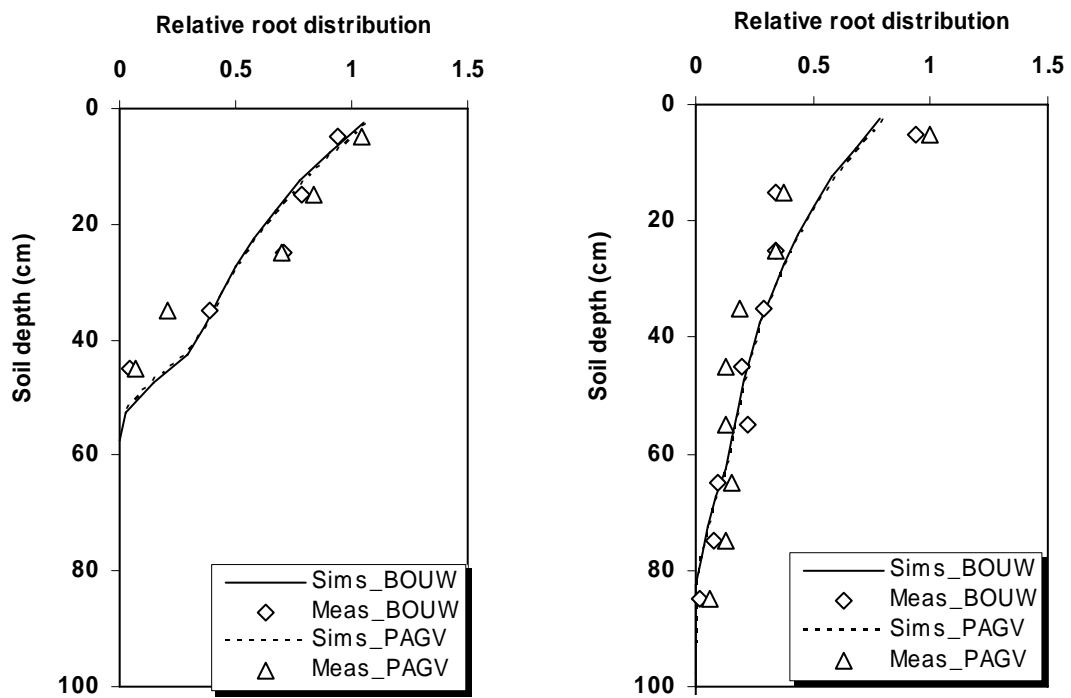 Relative root distribution
0 0.5 1 1.5
0
20
40
60
80
100
Soil depth (cm)
Sims_BOUW
Meas_BOUW
Sims_PAGV
Meas_PAGV
Relative root distribution
0 0.5 1 1.5
0
20
40
60
80
100
Soil depth (cm)
Sims_BOUW
Meas_BOUW
Sims_PAGV
Meas_PAGV